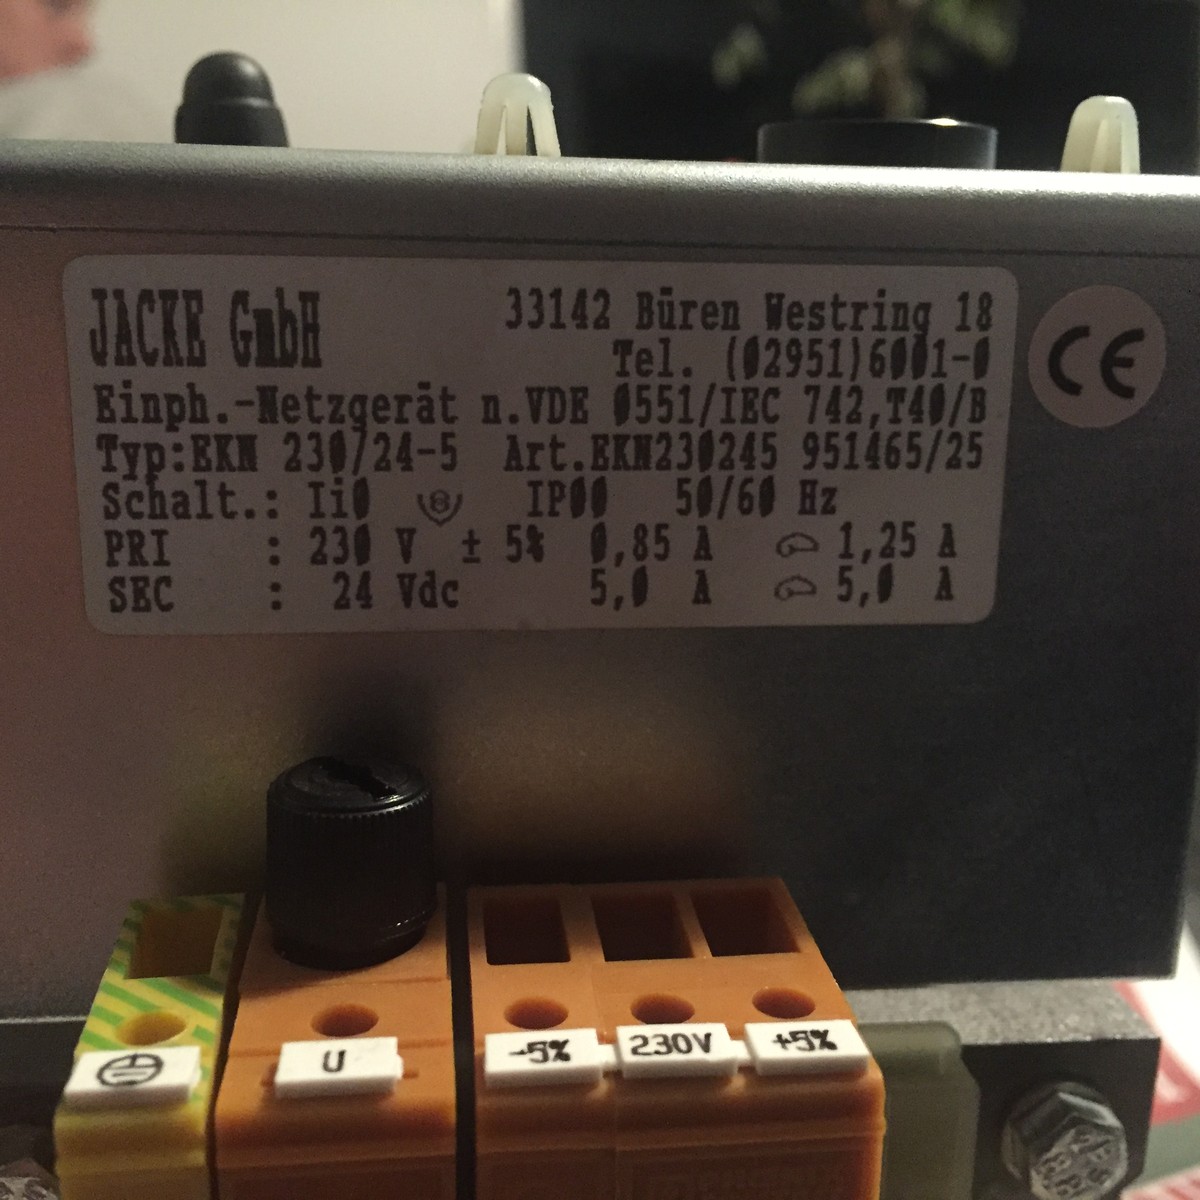 JACKE GmbH 33142 Büren Westring 18
Tel. (02951)6001-0
Einph.-Netzgerät n.VDE 0551/IEC 742,T40/B
Typ:EKN 230/24-5 Art.EKN230245 951465/25
Schalt.: Ii0 IP00 50/60 Hz
PRI : 230 V ± 5% 0,85 A 1,25 A
SEC : 24 Vdc 5,0 A 5,0 A
CE
U
-5% 230V +5%